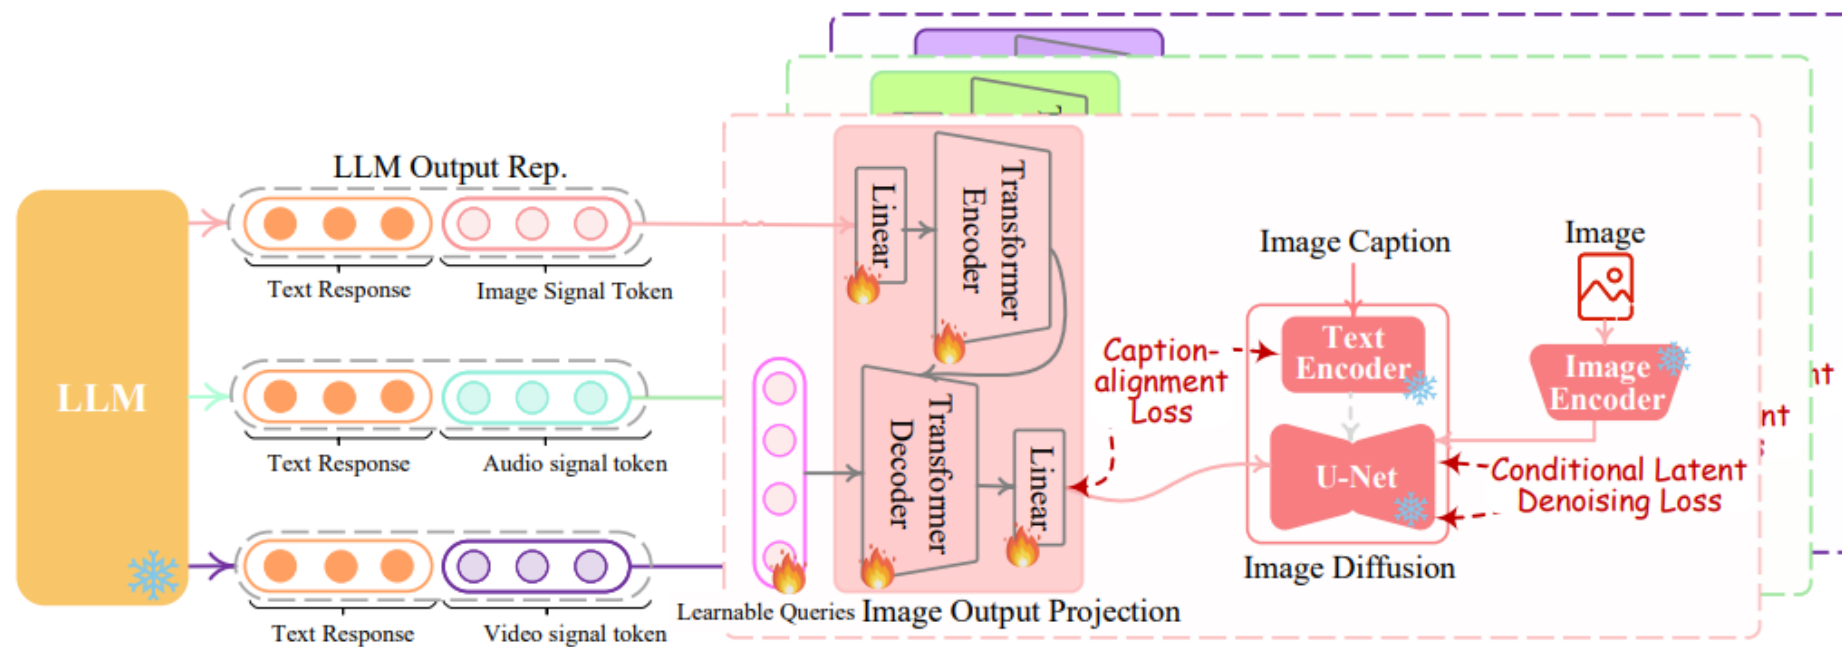 LLM Output Rep.
LLM
Text Response
Image Signal Token
Text Response
Audio signal token
Text Response
Video signal token
Linear
Transformer
Encoder
Transformer
Decoder
Linear
Learnable Queries
Image Output Projection
Caption-
alignment
Loss
Image Caption
Text
Encoder
U-Net
Image Diffusion
Image
Image
Encoder
Conditional Latent
Denoising Loss
nt
nt